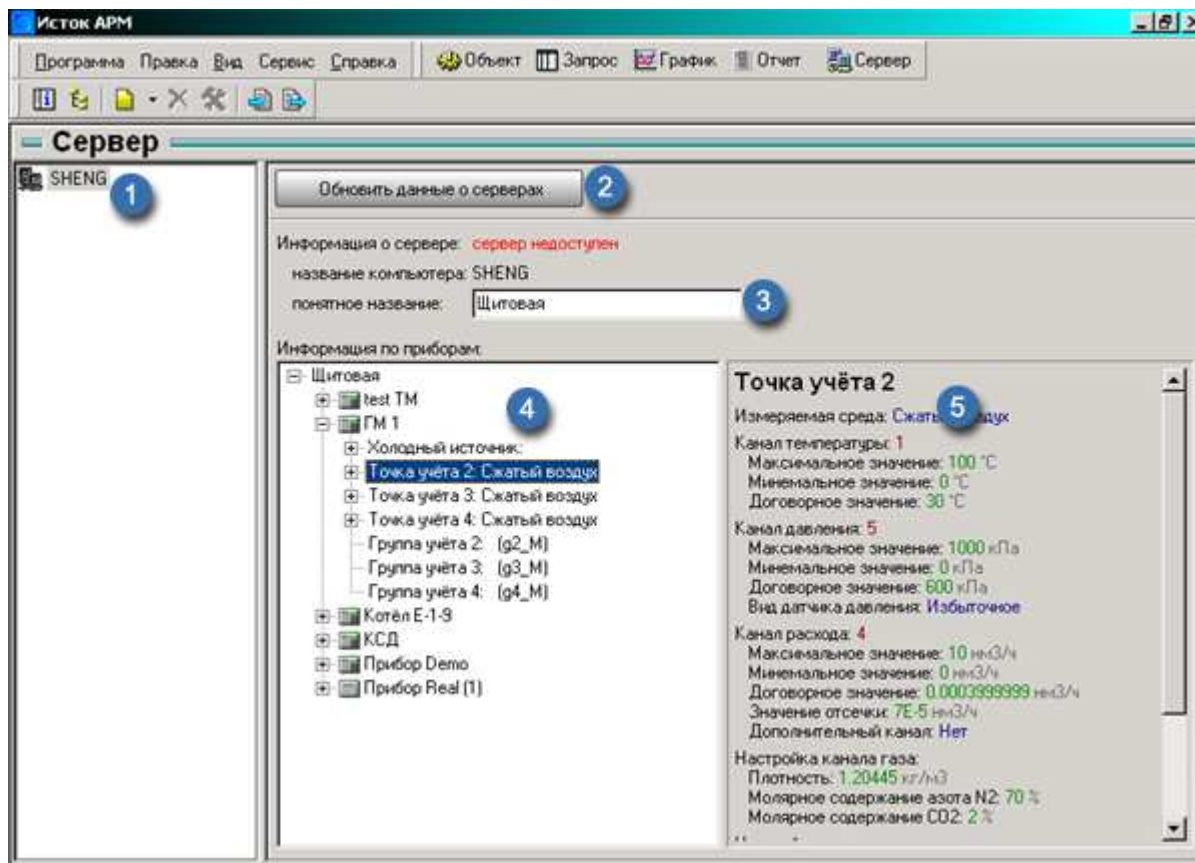 Исток АРМ
Программа Правка Вид Сервис Справка Объект Запрос График Отчет Сервер
Сервер
SHENG
1
Обновить данные о серверах 2
Информация о сервере: сервер недоступен
название компьютера: SHENG
понятное название: Щитовая 3
Информация по приборам:
Щитовая
test ТМ
4
ГМ 1
Холодный источник:
Точка учёта 2: Сжатый воздух
Точка учёта 3: Сжатый воздух
Точка учёта 4: Сжатый воздух
Группа учёта 2: (g2_M)
Группа учёта 3: (g3_M)
Группа учёта 4: (g4_M)
Котёл Е-1-9
КСД
Прибор Demo
Прибор Real (1)
Точка учёта 2
5
Измеряемая среда: Сжатый воздух
Канал температуры: 1
Максимальное значение: 100 °C
Минемальное значение: 0 °C
Договорное значение: 30 °C
Канал давления: 5
Максимальное значение: 1000 кПа
Минемальное значение: 0 кПа
Договорное значение: 600 кПа
Вид датчика давления: Избыточное
Канал расхода: 4
Максимальное значение: 10 нм3/ч
Минемальное значение: 0 нм3/ч
Договорное значение: 0.0003999999 нм3/ч
Значение отсечки: 7E-5 нм3/ч
Дополнительный канал: Нет
Настройка канала газа:
Плотность: 1.20445 кг/м3
Молярное содержание азота N2: 70 %
Молярное содержание CO2: 2 %